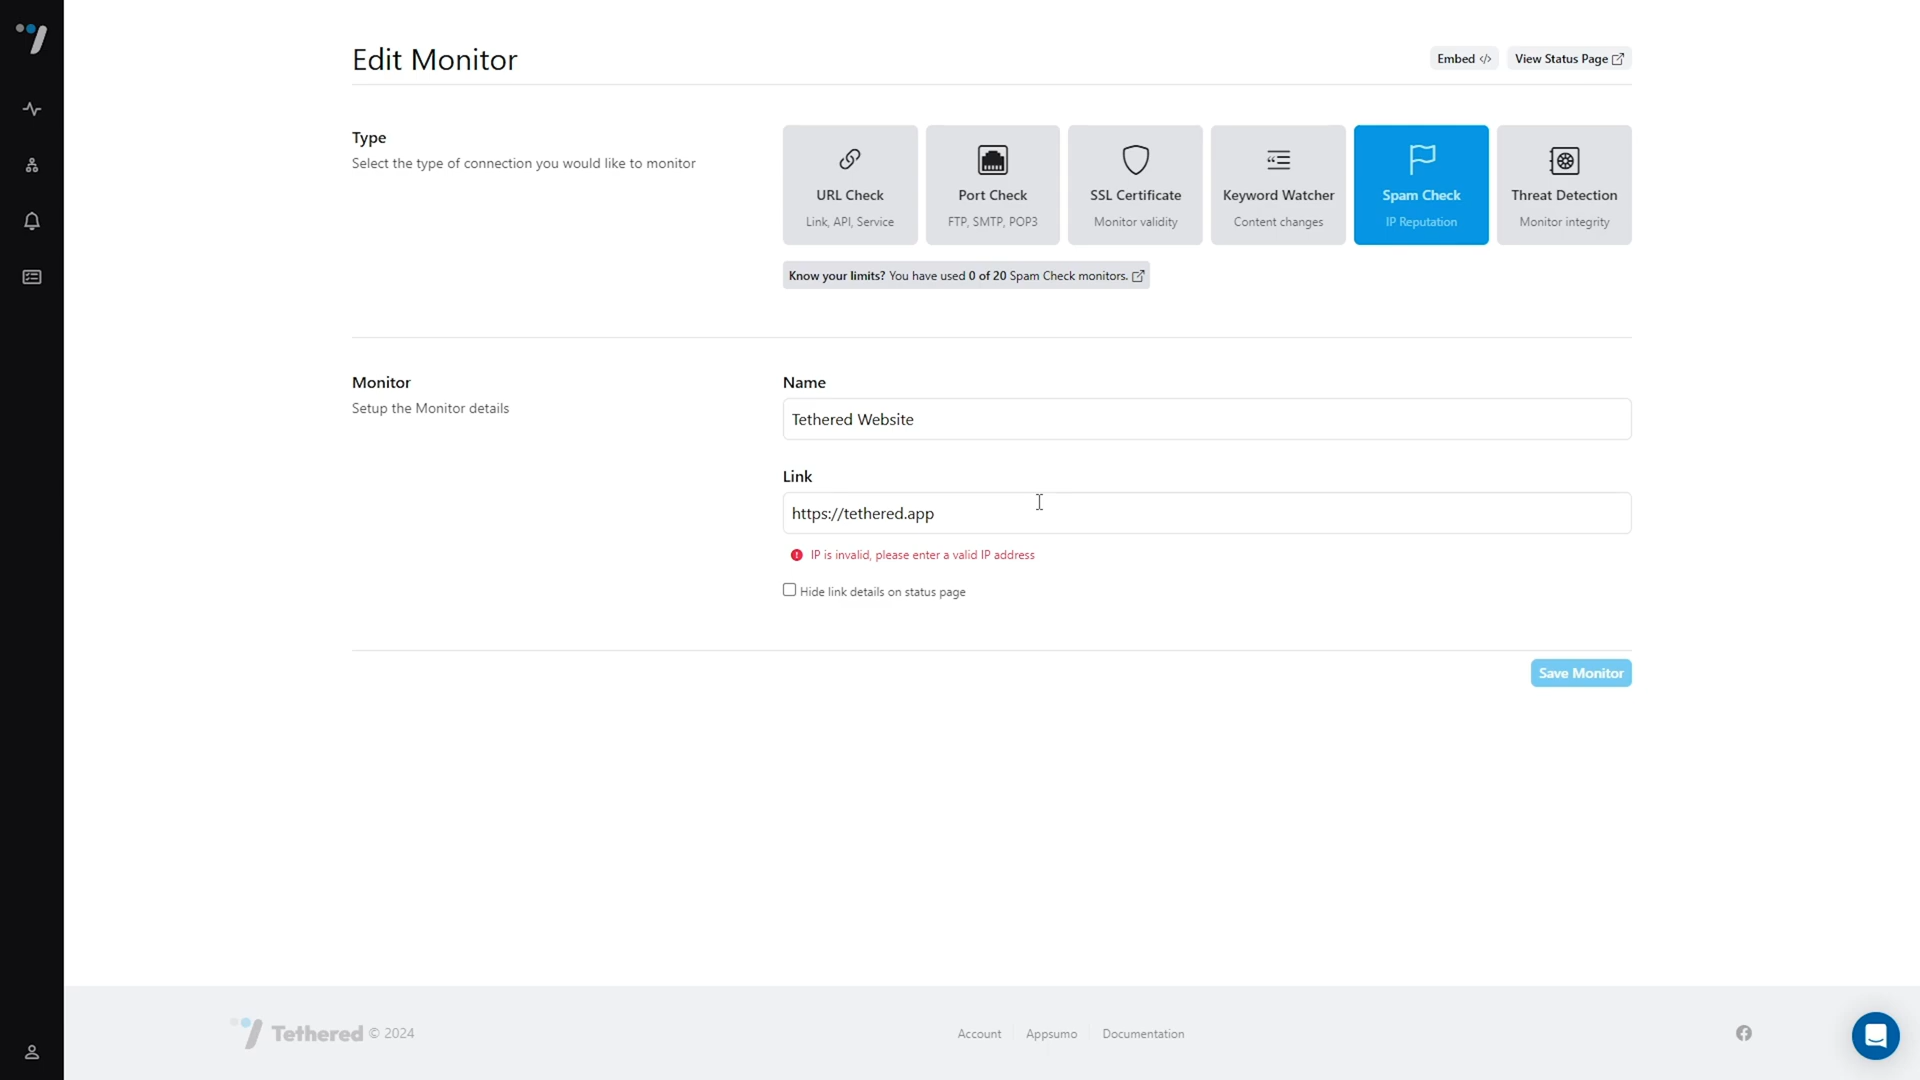 Edit Monitor
Embed
View Status Page
Type
Select the type of connection you would like to monitor
URL Check
Link, API, Service
Port Check
FTP, SMTP, POP3
SSL Certificate
Monitor validity
Keyword Watcher
Content changes
Spam Check
IP Reputation
Threat Detection
Monitor integrity
Know your limits? You have used 0 of 20 Spam Check monitors.
Monitor
Setup the Monitor details
Name
Tethered Website
Link
https://tethered.app
IP is invalid, please enter a valid IP address
Hide link details on status page
Save Monitor
Tethered © 2024
Account
Appsumo
Documentation